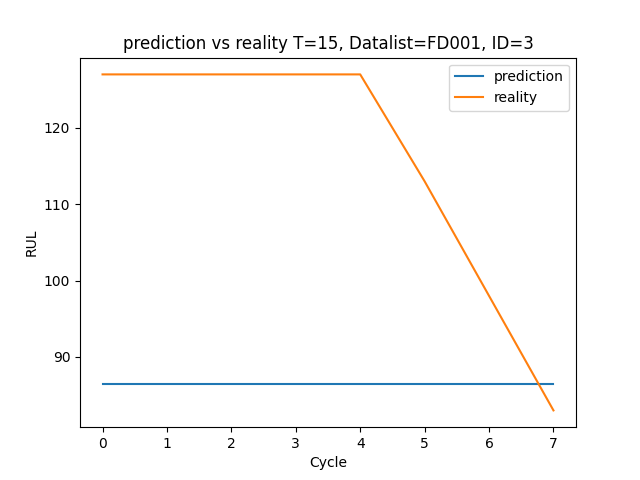 prediction vs reality T=15, Datalist=FD001, ID=3
prediction
reality
120
110
100
90
RUL
0 1 2 3 4 5 6 7
Cycle